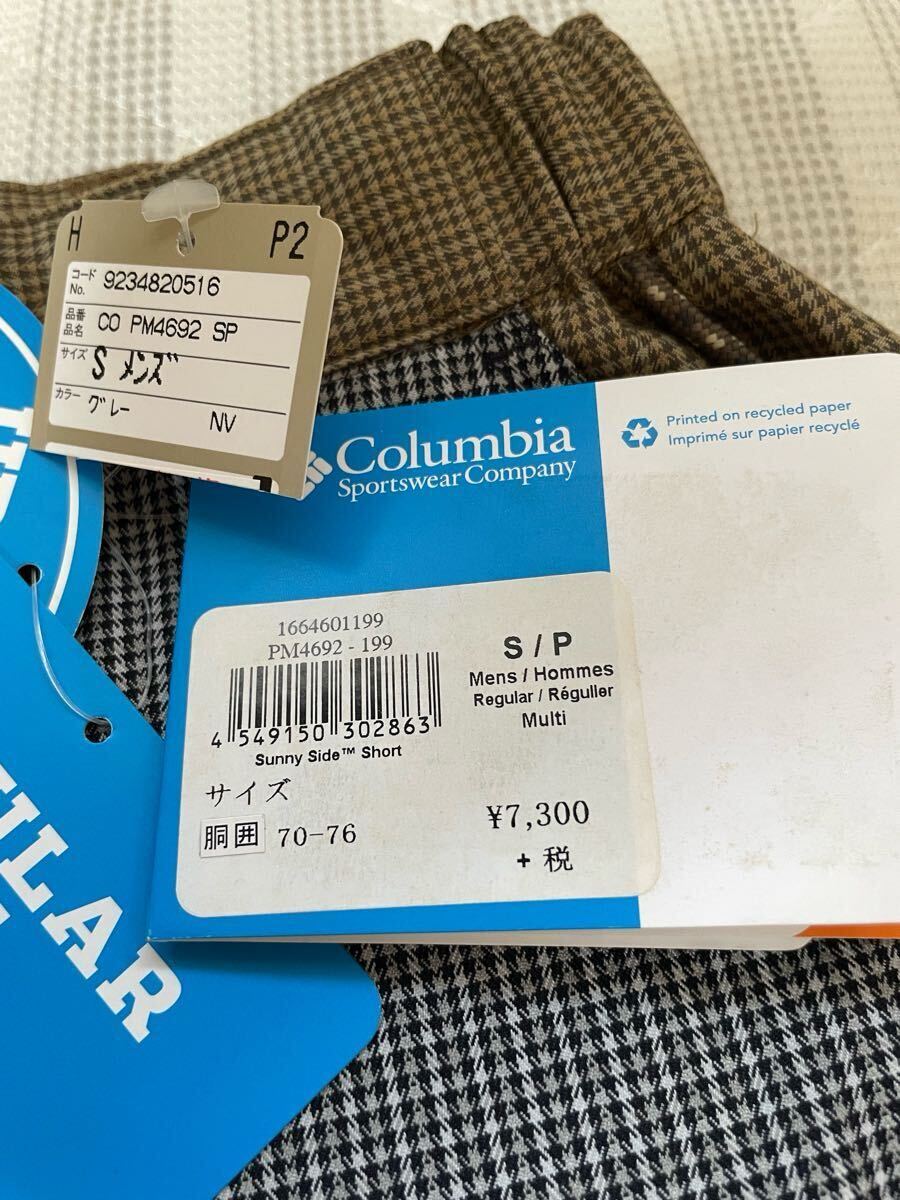 H P2
コード No. 9234820516
品番 品名 CO PM4692 SP
サイズ S メンズ
カラー グレー NV
Columbia
Sportswear Company
Printed on recycled paper
Imprimé sur papier recyclé
1664601199
PM4692 - 199
4 549150 302863
Sunny Side™ Short
S / P
Mens / Hommes
Regular / Régulier
Multi
サイズ
胴囲 70-76
¥7,300
+ 税